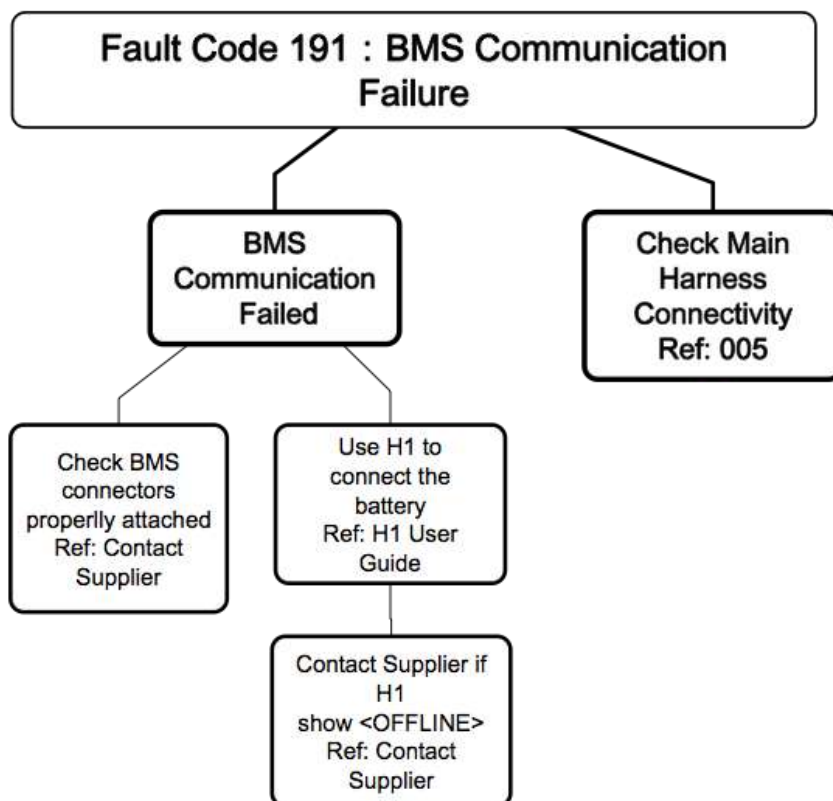 Fault Code 191 : BMS Communication
Failure
BMS
Communication
Failed
Check Main
Harness
Connectivity
Ref: 005
Check BMS
connectors
properlly attached
Ref: Contact
Supplier
Use H1 to
connect the
battery
Ref: H1 User
Guide
Contact Supplier if
H1
show <OFFLINE>
Ref: Contact
Supplier